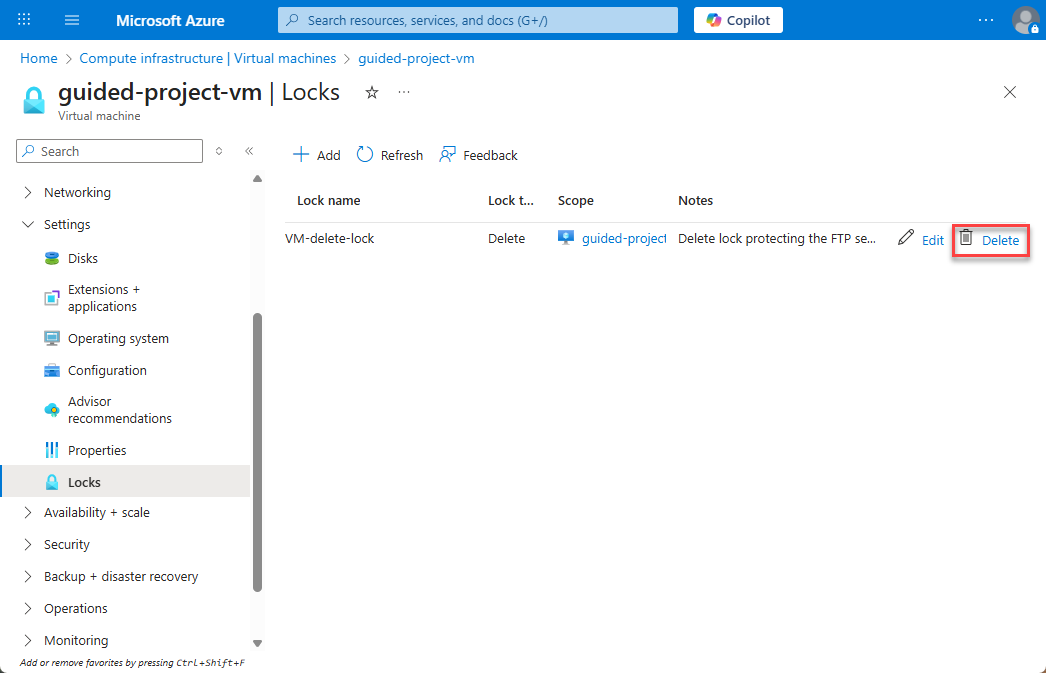 Microsoft Azure
Search resources, services, and docs (G+/)
Copilot
Home > Compute infrastructure | Virtual machines > guided-project-vm
guided-project-vm | Locks
Virtual machine
Search
Add
Refresh
Feedback
Networking
Settings
Disks
Extensions +
applications
Operating system
Configuration
Advisor
recommendations
Properties
Locks
Availability + scale
Security
Backup + disaster recovery
Operations
Monitoring
Add or remove favorites by pressing Ctrl+Shift+F
Lock name Lock t... Scope Notes
VM-delete-lock Delete guided-project Delete lock protecting the FTP se... Edit Delete